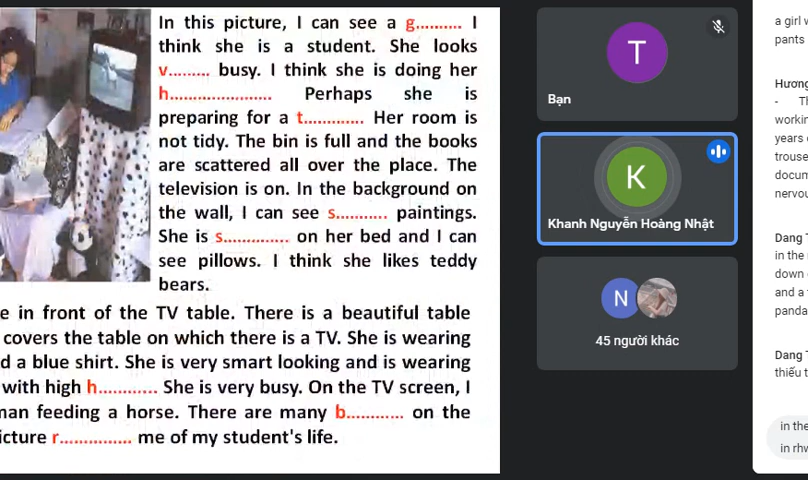 In this picture, I can see a g.......... I
think she is a student. She looks
v......... busy. I think she is doing her
h....................... Perhaps she is
preparing for a t............. Her room is
not tidy. The bin is full and the books
are scattered all over the place. The
television is on. In the background on
the wall, I can see s........... paintings.
She is s.............. on her bed and I can
see pillows. I think she likes teddy
bears.
e in front of the TV table. There is a beautiful table
covers the table on which there is a TV. She is wearing
d a blue shirt. She is very smart looking and is wearing
with high h............ She is very busy. On the TV screen, I
man feeding a horse. There are many b............ on the
icture r............... me of my student's life.
T
Bạn
K
Khanh Nguyễn Hoàng Nhật
N
45 người khác
a girl w
pants
Hương
- Th
workin
years o
trouse
docum
nervou
Dang T
in the
down
and a
panda
Dang T
thiếu t
in the
in rhw